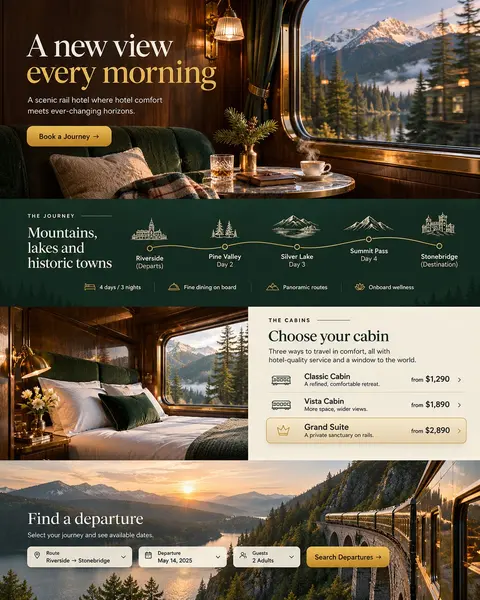 A new view
every morning
A scenic rail hotel where hotel comfort
meets ever-changing horizons.
Book a Journey →
THE JOURNEY
Mountains,
lakes and
historic towns
Riverside
(Departs)
Pine Valley
Day 2
Silver Lake
Day 3
Summit Pass
Day 4
Stonebridge
(Destination)
4 days / 3 nights
Fine dining on board
Panoramic routes
Onboard wellness
THE CABINS
Choose your cabin
Three ways to travel in comfort, all with
hotel-quality service and a window to the world.
Classic Cabin
A refined, comfortable retreat.
from $1,290 >
Vista Cabin
More space, wider views.
from $1,890 >
Grand Suite
A private sanctuary on rails.
from $2,890 >
Find a departure
Select your journey and see available dates.
Route
Riverside → Stonebridge
Departure
May 14, 2025
Guests
2 Adults
Search Departures →